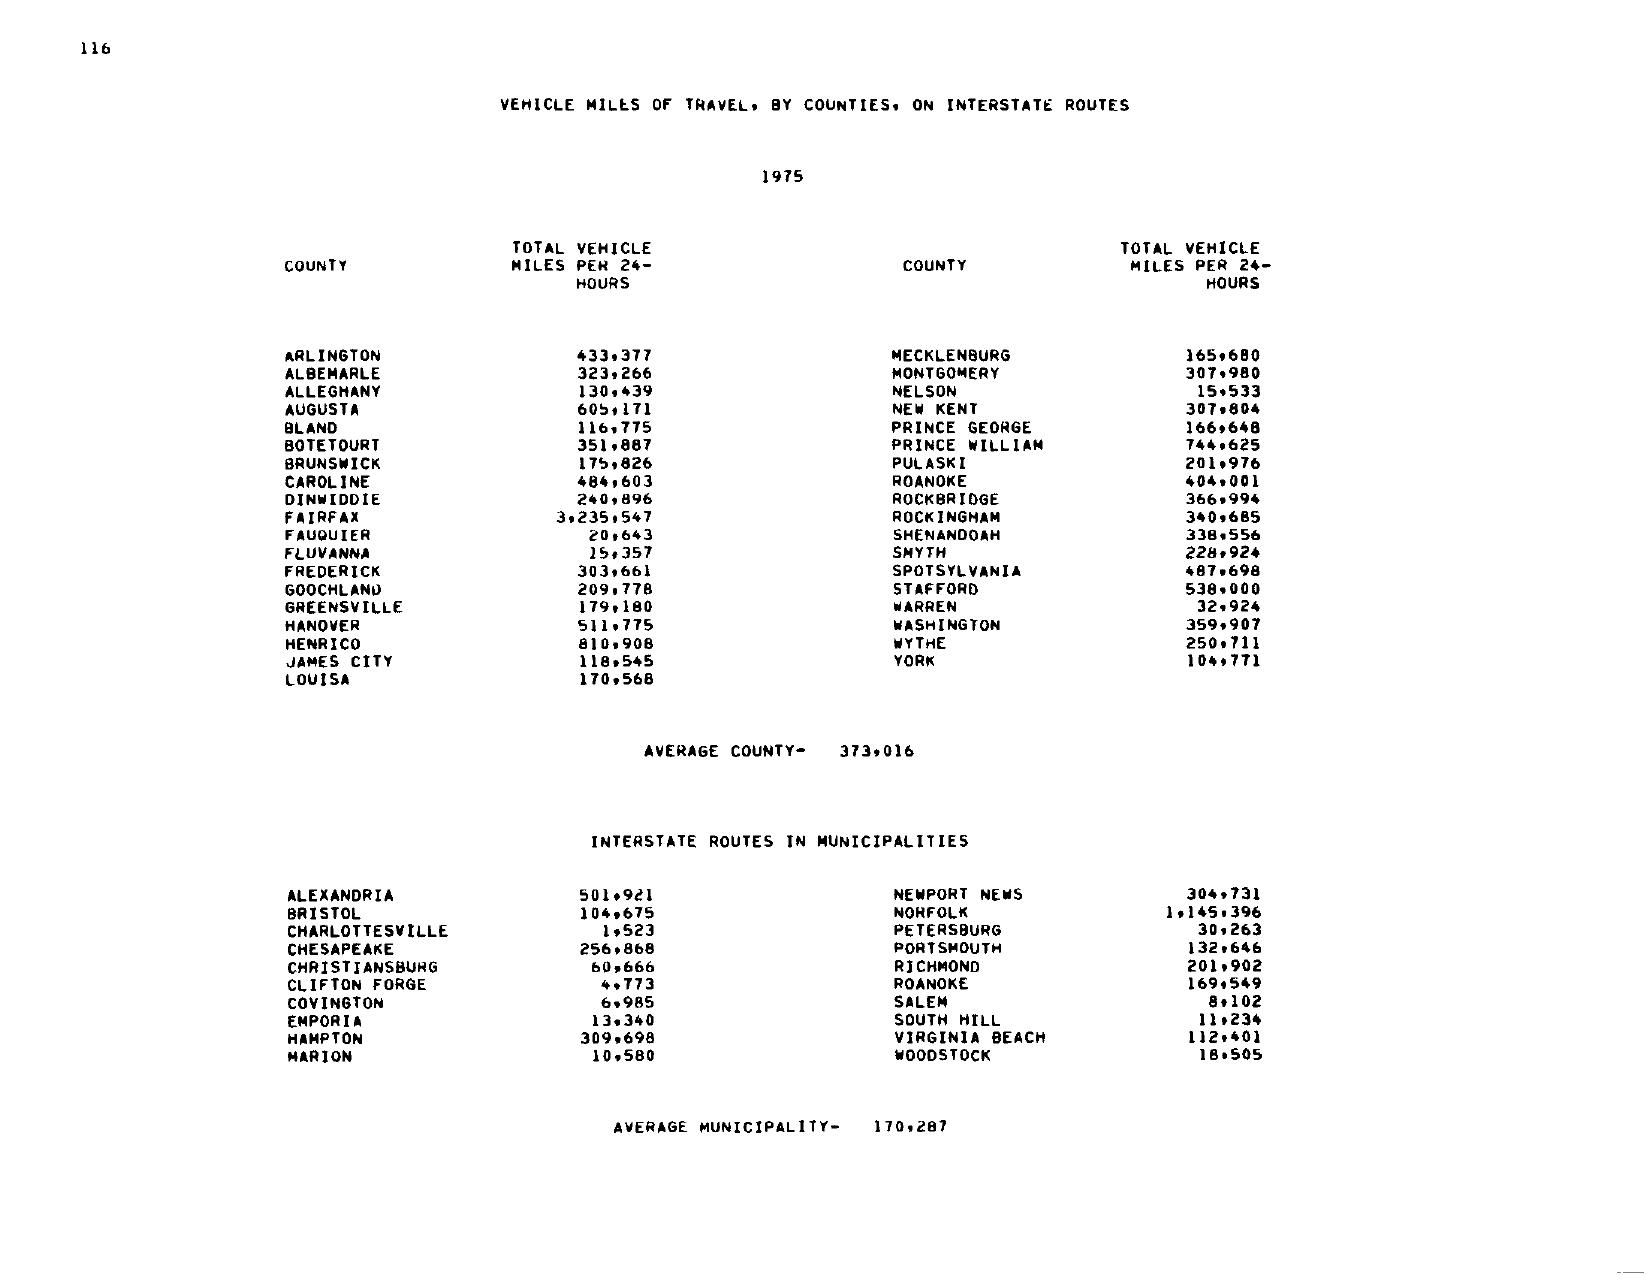 116
VEHICLE MILES OF TRAVEL, BY COUNTIES, ON INTERSTATE ROUTES
1975
TOTAL VEHICLE TOTAL VEHICLE
COUNTY MILES PER 24- COUNTY MILES PER 24-
HOURS HOURS
ARLINGTON 433,377 MECKLENBURG 165,680
ALBEMARLE 323,266 MONTGOMERY 307,980
ALLEGHANY 130,439 NELSON 15,533
AUGUSTA 605,171 NEW KENT 307,804
BLAND 116,775 PRINCE GEORGE 166,648
BOTETOURT 351,887 PRINCE WILLIAM 744,625
BRUNSWICK 175,826 PULASKI 201,976
CAROLINE 484,603 ROANOKE 404,001
DINWIDDIE 240,896 ROCKBRIDGE 366,994
FAIRFAX 3,235,547 ROCKINGHAM 340,685
FAUQUIER 20,643 SHENANDOAH 338,556
FLUVANNA 15,357 SMYTH 228,924
FREDERICK 303,661 SPOTSYLVANIA 487,698
GOOCHLAND 209,778 STAFFORD 538,000
GREENSVILLE 179,180 WARREN 32,924
HANOVER 511,775 WASHINGTON 359,907
HENRICO 810,908 WYTHE 250,711
JAMES CITY 118,545 YORK 104,771
LOUISA 170,568
AVERAGE COUNTY- 373,016
INTERSTATE ROUTES IN MUNICIPALITIES
ALEXANDRIA 501,921 NEWPORT NEWS 304,731
BRISTOL 104,675 NORFOLK 1,145,396
CHARLOTTESVILLE 1,523 PETERSBURG 30,263
CHESAPEAKE 256,868 PORTSMOUTH 132,646
CHRISTIANSBURG 60,666 RICHMOND 201,902
CLIFTON FORGE 4,773 ROANOKE 169,549
COVINGTON 6,985 SALEM 8,102
EMPORIA 13,340 SOUTH HILL 11,234
HAMPTON 309,698 VIRGINIA BEACH 112,401
MARION 10,580 WOODSTOCK 18,505
AVERAGE MUNICIPALITY- 170,287